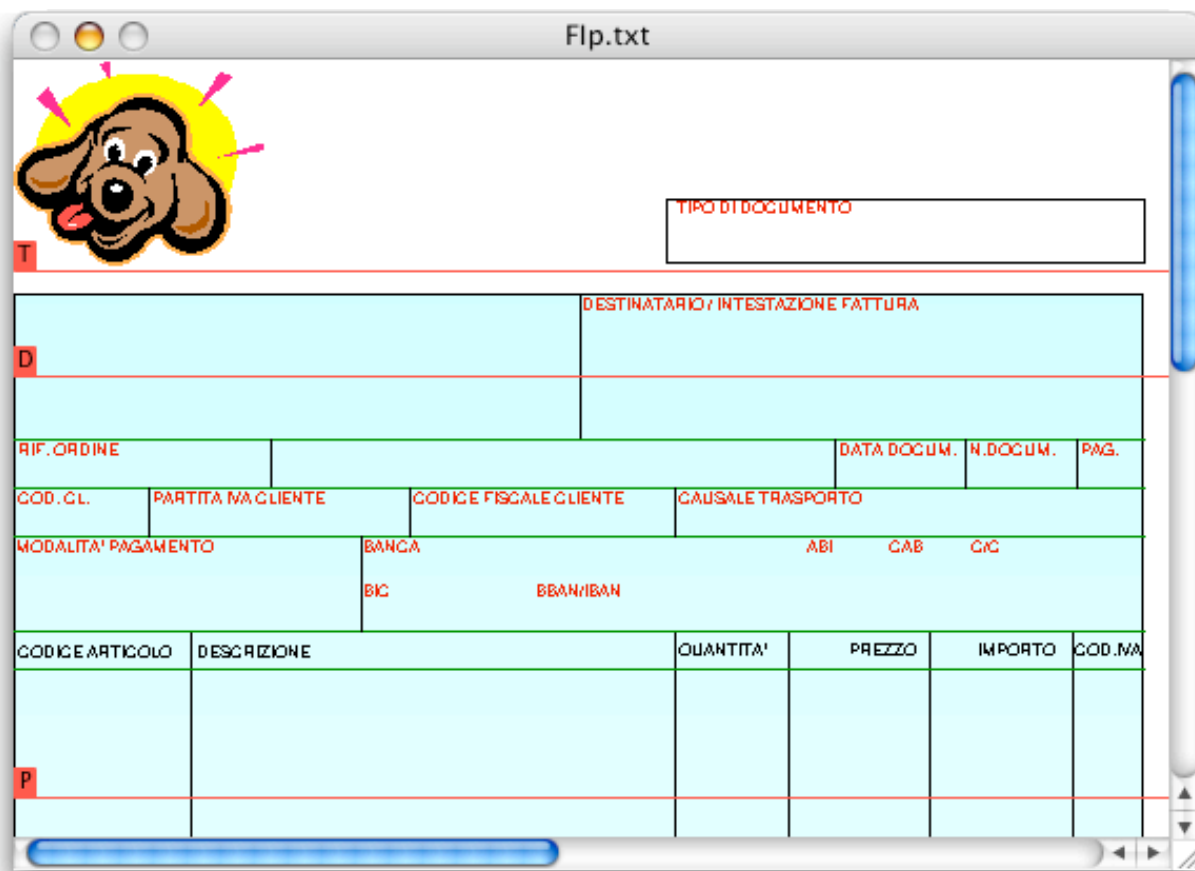 Flp.txt
TIPO DI DOCUMENTO
T
DESTINATARIO / INTESTAZIONE FATTURA
D
RIF. ORDINE DATA DOCUM. N.DOCUM. PAG.
COD. CL. PARTITA IVA CLIENTE CODICE FISCALE CLIENTE CAUSALE TRASPORTO
MODALITA' PAGAMENTO BANCA ABI CAB C/C
BIC BBAN/IBAN
CODICE ARTICOLO DESCRIZIONE QUANTITA' PREZZO IMPORTO COD.IVA
P